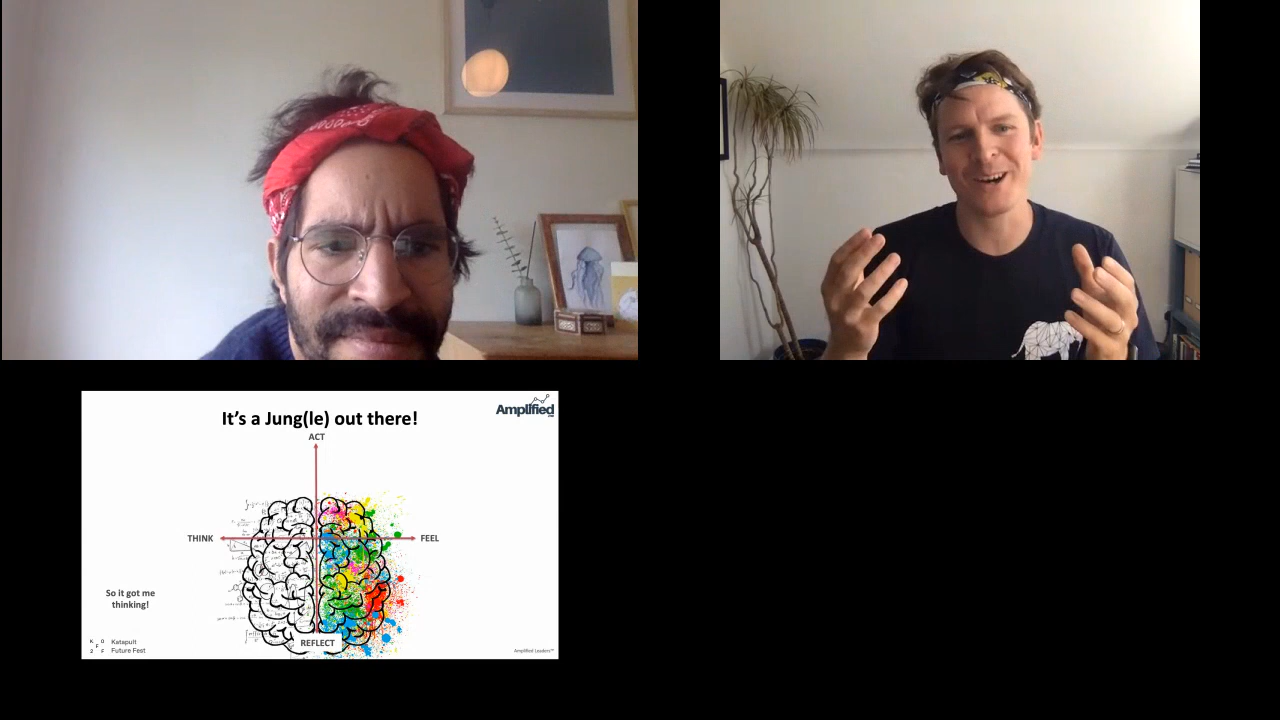 It's a Jung(le) out there!
Amplified
ACT
THINK
FEEL
So it got me
thinking!
REFLECT
K O
F
2 F
Katapult
Future Fest
Amplified Leaders™